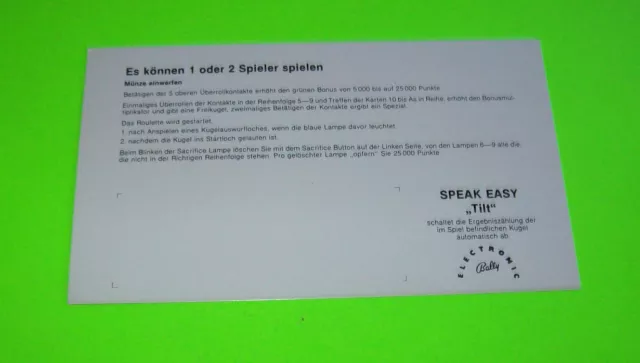 Es können 1 oder 2 Spieler spielen
Münze einwerfen
Betätigen der 5 oberen Überrollkontakte erhöht den grünen Bonus von 5000 bis auf 25 000 Punkte
Einmaliges Überrollen der Kontakte in der Reihenfolge 5—9 und Treffen der Karten 10 bis As in Reihe, erhöht den Bonusmul-
tiplikator und gibt eine Freikugel, zweimaliges Betätigen der Kontakte ergibt ein Spezial.
Das Roulette wird gestartet,
1. nach Anspielen eines Kugelauswurfloches, wenn die blaue Lampe davor leuchtet.
2. nachdem die Kugel ins Startloch gelaufen ist.
Beim Blinken der Sacrifice Lampe löschen Sie mit dem Sacrifice Button auf der Linken Seite, von den Lampen 5—9 alle die,
die nicht in der Richtigen Reihenfolge stehen. Pro gelöschter Lampe „opfern" Sie 25 000 Punkte
SPEAK EASY
„Tilt"
schaltet die Ergebniszählung der
im Spiel befindlichen Kugel
automatisch ab.
ELECTRONIC
Bally